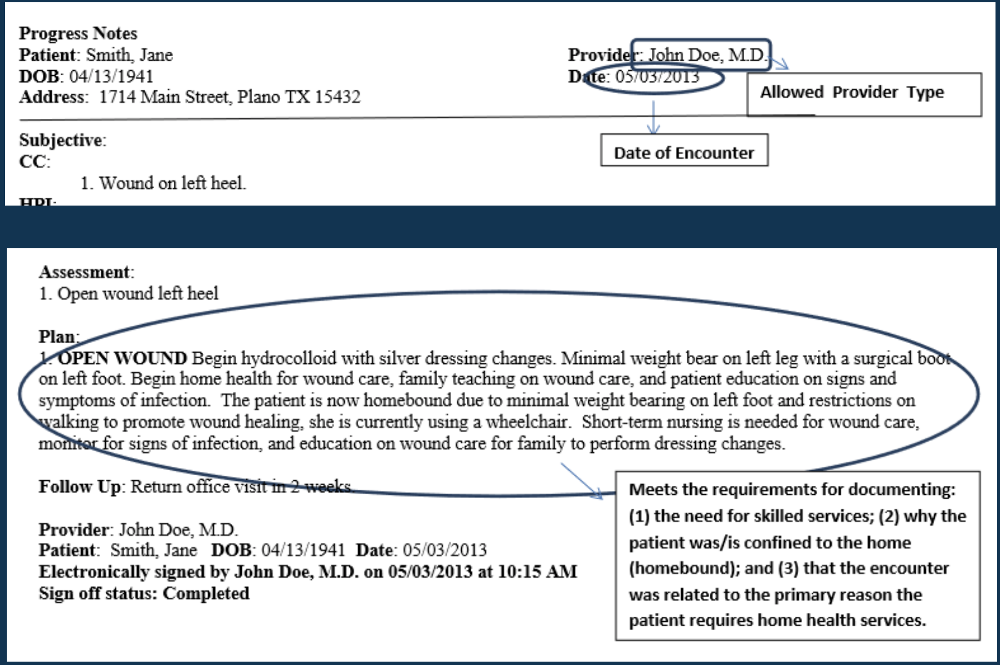 Progress Notes
Patient: Smith, Jane
Provider: John Doe, M.D.
DOB: 04/13/1941
Date: 05/03/2013
Address: 1714 Main Street, Plano TX 15432
Allowed Provider Type
Subjective:
Date of Encounter
CC:
1. Wound on left heel.
HPI:
Assessment:
1. Open wound left heel
Plan:
1. OPEN WOUND Begin hydrocolloid with silver dressing changes. Minimal weight bear on left leg with a surgical boot
on left foot. Begin home health for wound care, family teaching on wound care, and patient education on signs and
symptoms of infection. The patient is now homebound due to minimal weight bearing on left foot and restrictions on
walking to promote wound healing, she is currently using a wheelchair. Short-term nursing is needed for wound care,
monitor for signs of infection, and education on wound care for family to perform dressing changes.
Follow Up: Return office visit in 2 weeks.
Provider: John Doe, M.D.
Patient: Smith, Jane DOB: 04/13/1941 Date: 05/03/2013
Electronically signed by John Doe, M.D. on 05/03/2013 at 10:15 AM
Sign off status: Completed
Meets the requirements for documenting:
(1) the need for skilled services; (2) why the
patient was/is confined to the home
(homebound); and (3) that the encounter
was related to the primary reason the
patient requires home health services.